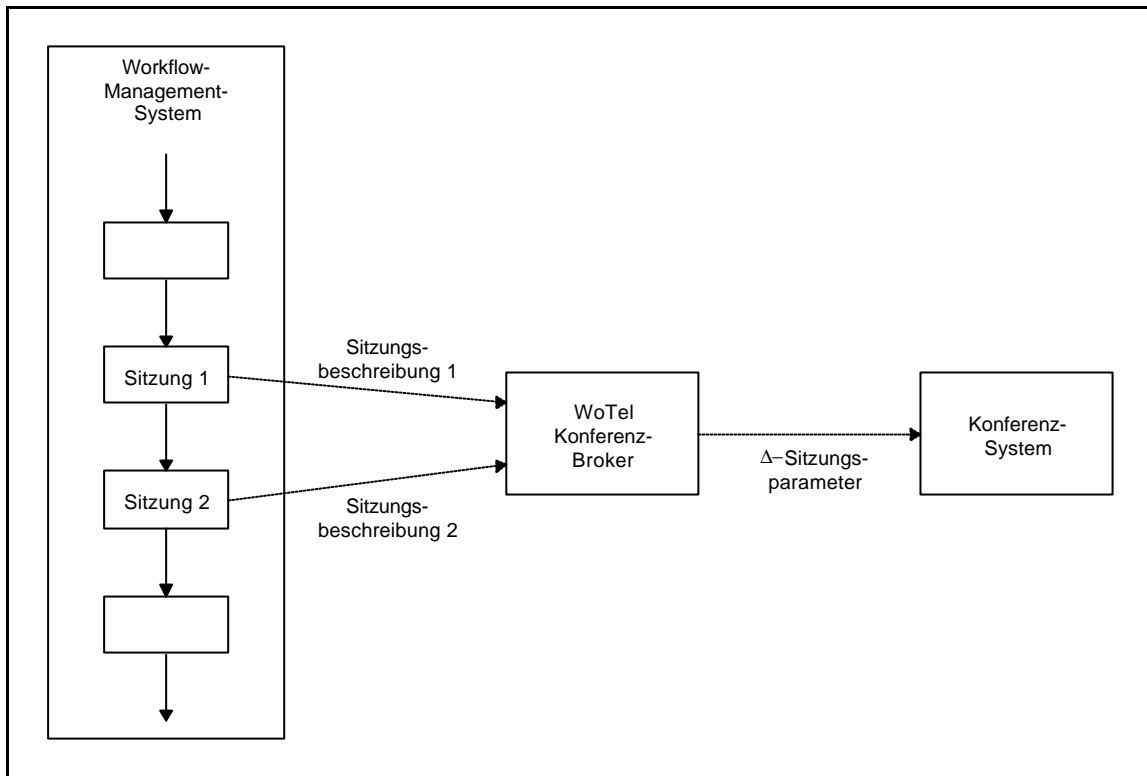 Workflow-
Management-
System
Sitzung 1
Sitzung 2
Sitzungs-
beschreibung 1
Sitzungs-
beschreibung 2
WoTel
Konferenz-
Broker
Δ–Sitzungs-
parameter
Konferenz-
System